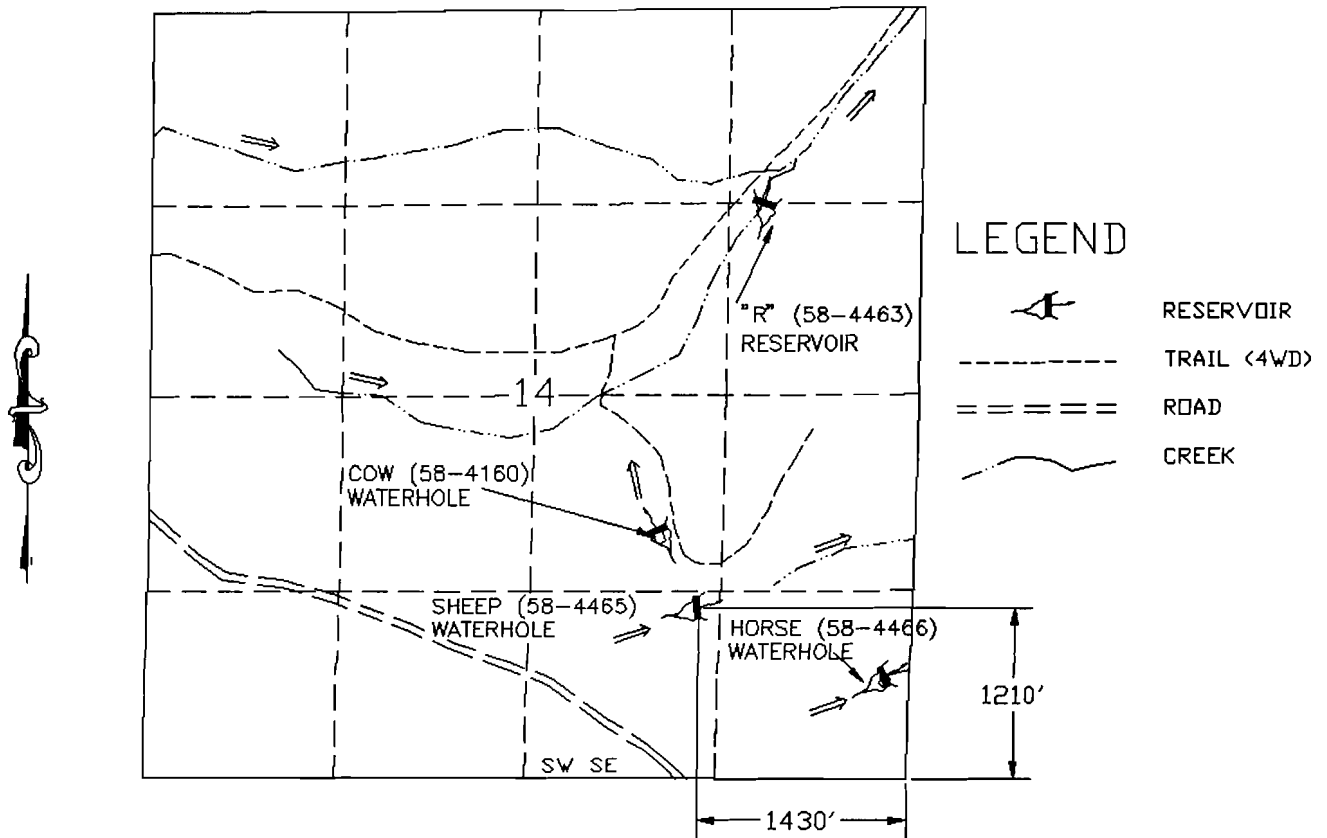 LEGEND
RESERVOIR
TRAIL (4WD)
ROAD
CREEK
"R" (58-4463)
RESERVOIR
14
COW (58-4160)
WATERHOLE
SHEEP (58-4465)
WATERHOLE
HORSE (58-4466)
WATERHOLE
1210'
SW SE
1430'